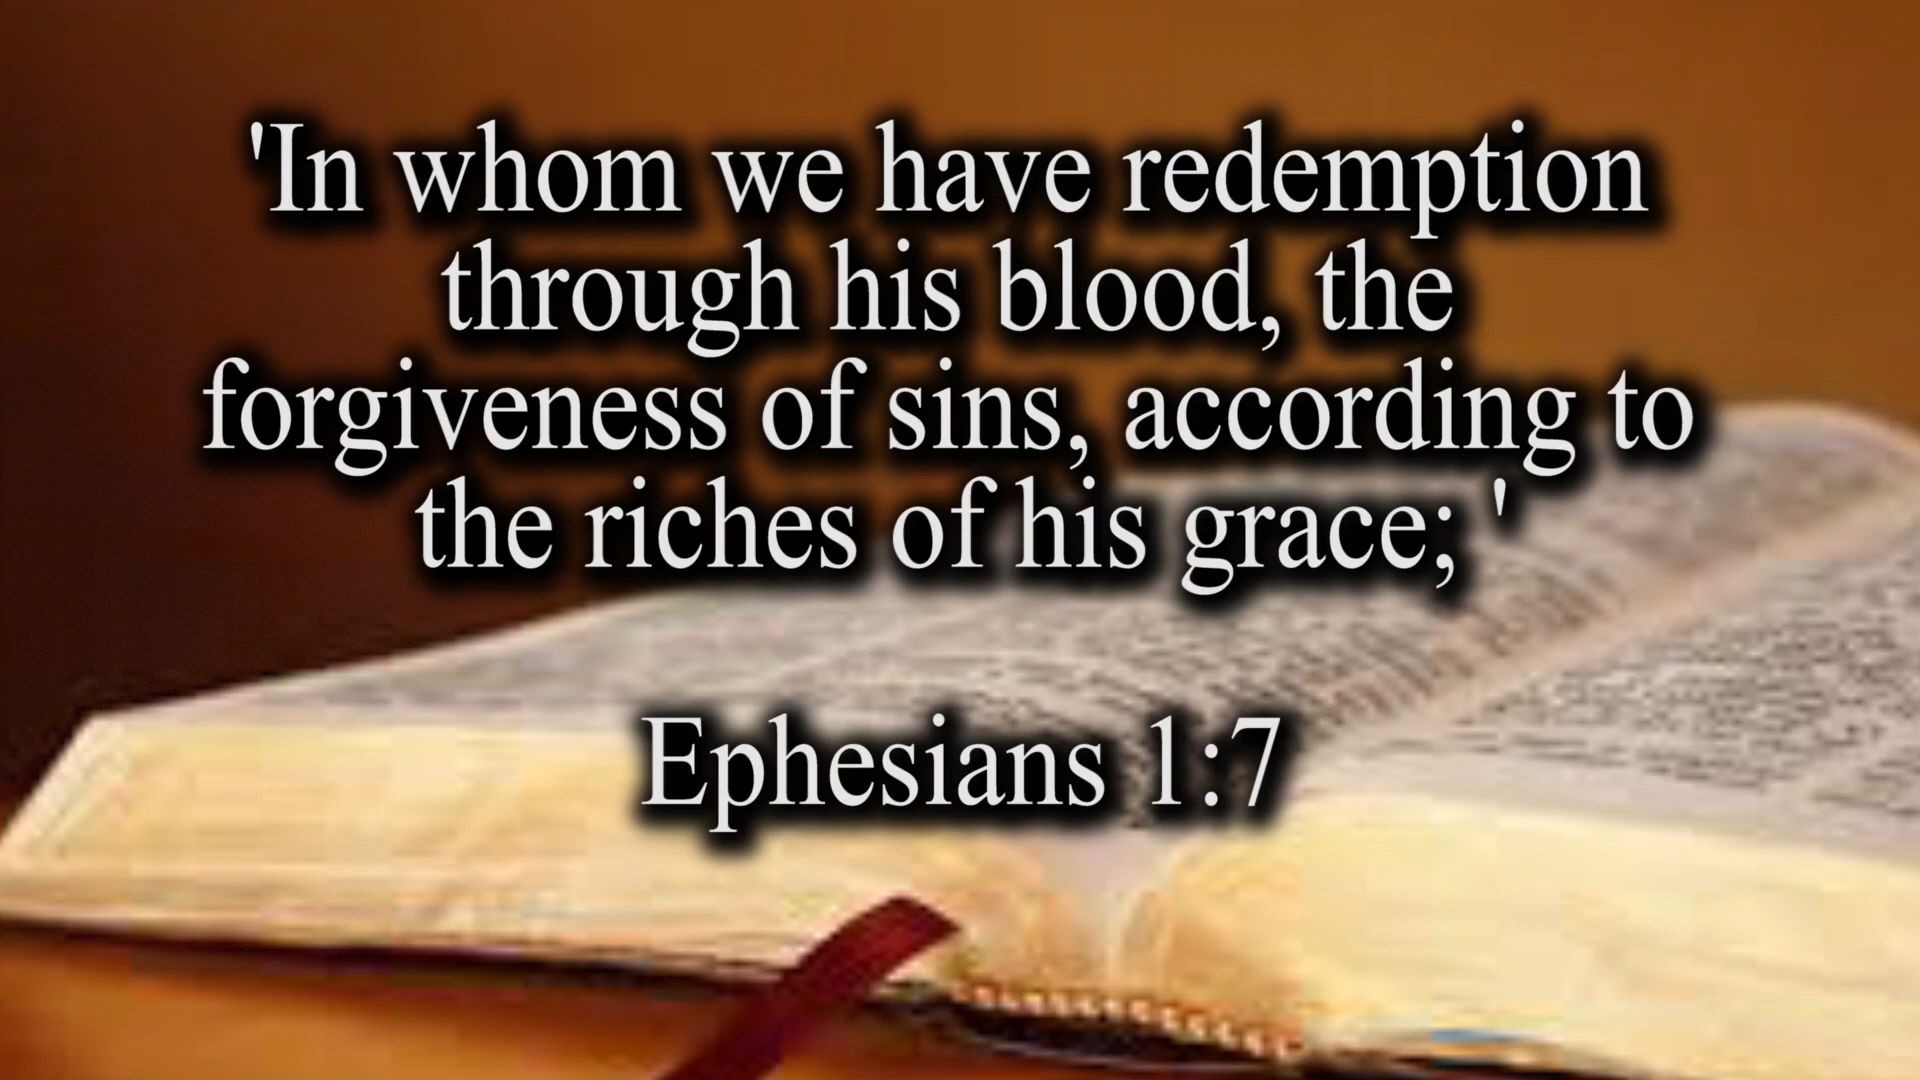 'In whom we have redemption
through his blood, the
forgiveness of sins, according to
the riches of his grace; '
Ephesians 1:7